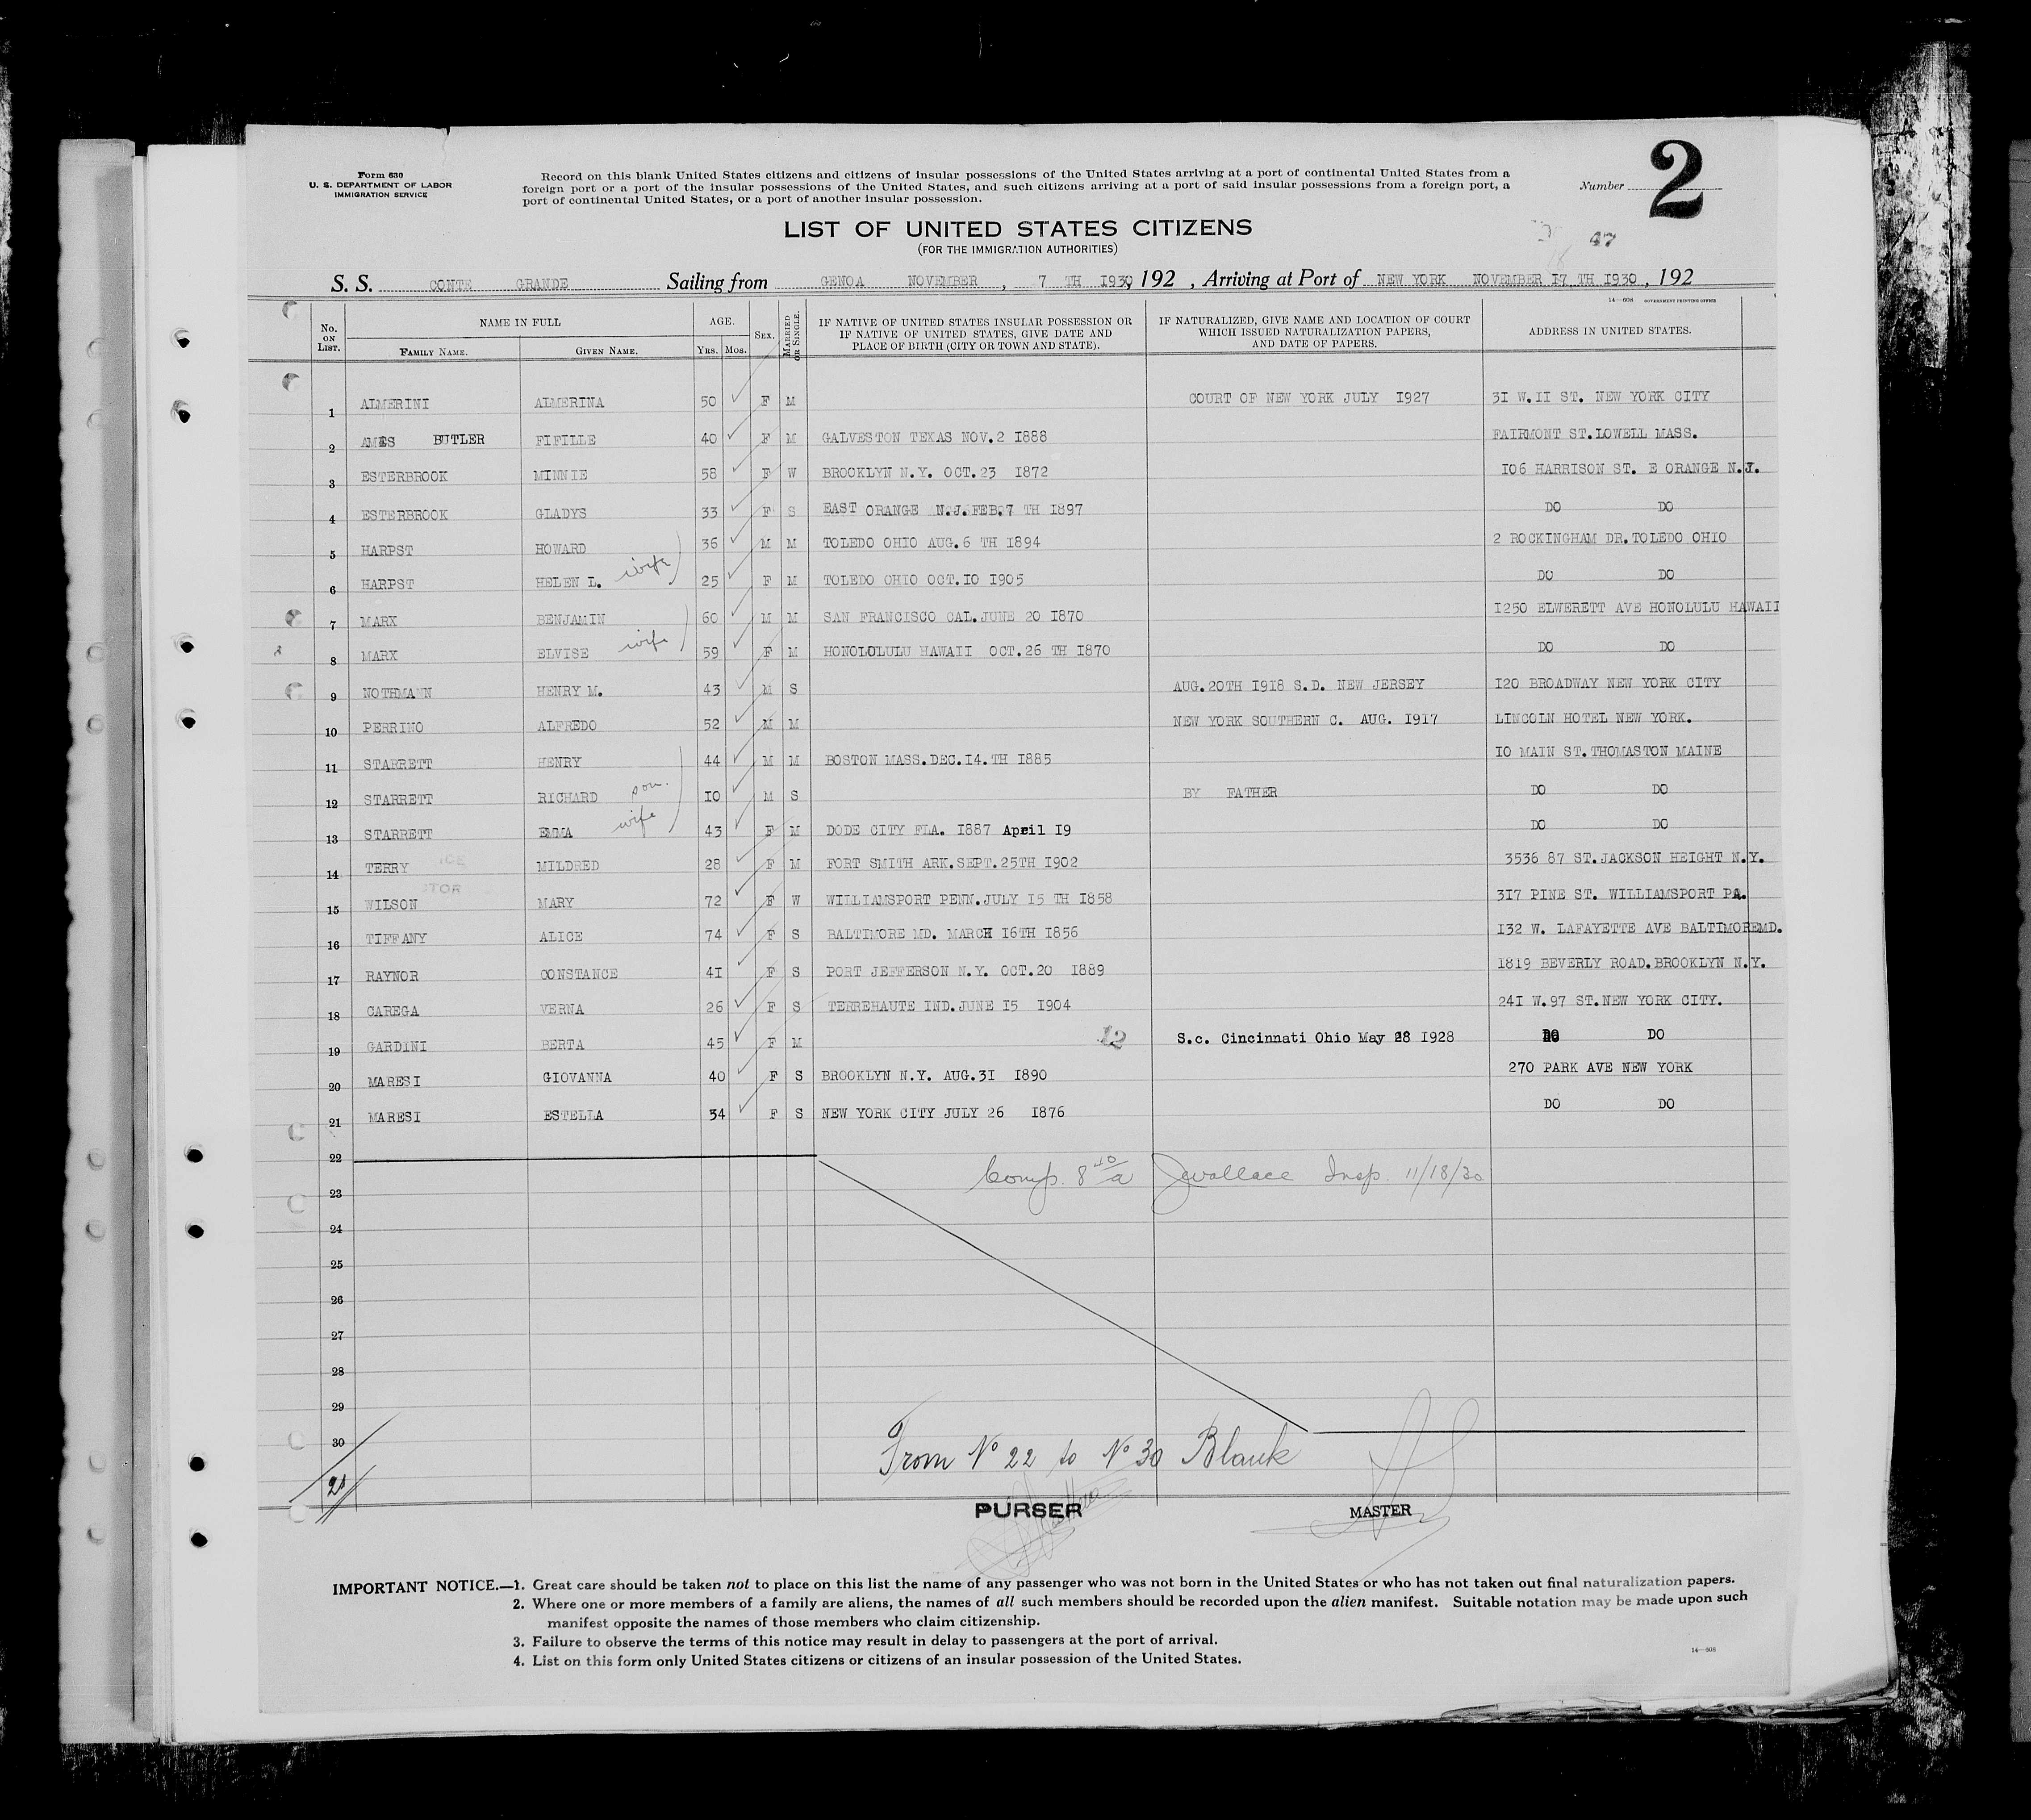 Form 630
U. S. DEPARTMENT OF LABOR
IMMIGRATION SERVICE
Record on this blank United States citizens and citizens of insular possessions of the United States arriving at a port of continental United States from a
foreign port or a port of the insular possessions of the United States, and such citizens arriving at a port of said insular possessions from a foreign port, a
port of continental United States, or a port of another insular possession.
Number 2
LIST OF UNITED STATES CITIZENS
(FOR THE IMMIGRATION AUTHORITIES)
47
S. S. CONTE GRANDE Sailing from GENOA NOVEMBER , 7 TH 1930, 192 , Arriving at Port of NEW YORK NOVEMBER 17 TH 1930 , 192
14—608 GOVERNMENT PRINTING OFFICE
No. ON LIST. NAME IN FULL FAMILY NAME. GIVEN NAME. AGE. YRS. MOS. SEX. MARRIED OR SINGLE. IF NATIVE OF UNITED STATES INSULAR POSSESSION OR IF NATIVE OF UNITED STATES, GIVE DATE AND PLACE OF BIRTH (CITY OR TOWN AND STATE). IF NATURALIZED, GIVE NAME AND LOCATION OF COURT WHICH ISSUED NATURALIZATION PAPERS, AND DATE OF PAPERS. ADDRESS IN UNITED STATES.
1 ALMERINI ALMERINA 50 F M COURT OF NEW YORK JULY 1927 31 W.11 ST. NEW YORK CITY
2 AMES BUTLER FIFILLE 40 F M GALVESTON TEXAS NOV.2 1888 FAIRMONT ST.LOWELL MASS.
3 ESTERBROOK MINNIE 58 F W BROOKLYN N.Y. OCT.23 1872 106 HARRISON ST. E ORANGE N.J.
4 ESTERBROOK GLADYS 33 F S EAST ORANGE N.J.FEB.7 TH 1897 DO DO
5 HARPST HOWARD 36 M M TOLEDO OHIO AUG.6 TH 1894 2 ROCKINGHAM DR.TOLEDO OHIO
6 HARPST HELEN L. wife 25 F M TOLEDO OHIO OCT.10 1905 DO DO
7 MARX BENJAMIN 60 M M SAN FRANCISCO CAL.JUNE 20 1870 1250 ELWERETT AVE HONOLULU HAWAII
8 MARX ELVISE wife 59 F M HONOLOLULU HAWAII OCT.26 TH 1870 DO DO
9 NOTHMANN HENRY M. 43 M S AUG.20TH 1918 S.D. NEW JERSEY 120 BROADWAY NEW YORK CITY
10 PERRINO ALFREDO 52 M M NEW YORK SOUTHERN C. AUG. 1917 LINCOLN HOTEL NEW YORK.
11 STARRETT HENRY 44 M M BOSTON MASS.DEC.14.TH 1885 10 MAIN ST.THOMASTON MAINE
12 STARRETT RICHARD son. 10 M S BY FATHER DO DO
13 STARRETT EMMA wife 43 F M DODE CITY FLA. 1887 April 19 DO DO
14 TERRY MILDRED 28 F M FORT SMITH ARK.SEPT.25TH 1902 3536 87 ST.JACKSON HEIGHT N.Y.
15 WILSON MARY 72 F W WILLIAMSPORT PENN.JULY 15 TH 1858 317 PINE ST. WILLIAMSPORT PA.
16 TIFFANY ALICE 74 F S BALTIMORE MD. MARCH 16TH 1856 132 W. LAFAYETTE AVE BALTIMOREMD.
17 RAYNOR CONSTANCE 41 F S PORT JEFFERSON N.Y. OCT.20 1889 1819 BEVERLY ROAD.BROOKLYN N.Y.
18 CAREGA VERNA 26 F S TERREHAUTE IND.JUNE 15 1904 241 W.97 ST.NEW YORK CITY.
19 GARDINI BERTA 45 F M 12 S.c. Cincinnati Ohio May 28 1928 DO DO
20 MARESI GIOVANNA 40 F S BROOKLYN N.Y. AUG.31 1890 270 PARK AVE NEW YORK
21 MARESI ESTELLA 54 F S NEW YORK CITY JULY 26 1876 DO DO
22
Comp. 8 40/a JWallace Insp. 11/18/30
23
24
25
26
27
28
29
30
From No 22 to No 30 Blank
21
PURSER MASTER
IMPORTANT NOTICE.—1. Great care should be taken not to place on this list the name of any passenger who was not born in the United States or who has not taken out final naturalization papers.
2. Where one or more members of a family are aliens, the names of all such members should be recorded upon the alien manifest. Suitable notation may be made upon such
manifest opposite the names of those members who claim citizenship.
3. Failure to observe the terms of this notice may result in delay to passengers at the port of arrival.
4. List on this form only United States citizens or citizens of an insular possession of the United States.
14—608